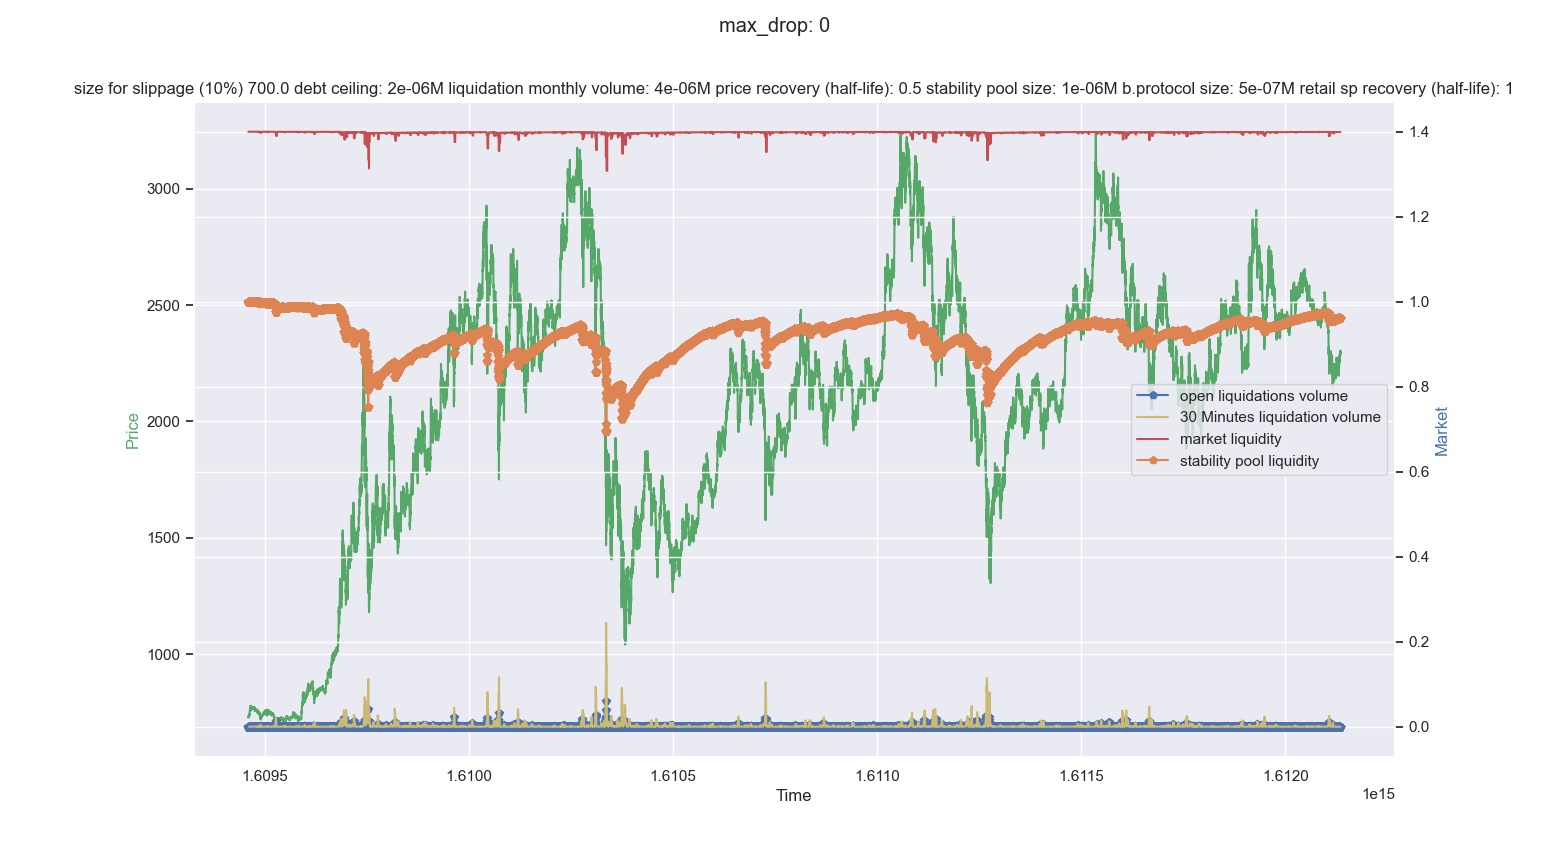 max_drop: 0
size for slippage (10%) 700.0 debt ceiling: 2e-06M liquidation monthly volume: 4e-06M price recovery (half-life): 0.5 stability pool size: 1e-06M b.protocol size: 5e-07M retail sp recovery (half-life): 1
3000
2500
2000
1500
1000
Price
1.4
1.2
1.0
0.8
0.6
0.4
0.2
0.0
Market
open liquidations volume
30 Minutes liquidation volume
market liquidity
stability pool liquidity
1.6095 1.6100 1.6105 1.6110 1.6115 1.6120
Time
1e15